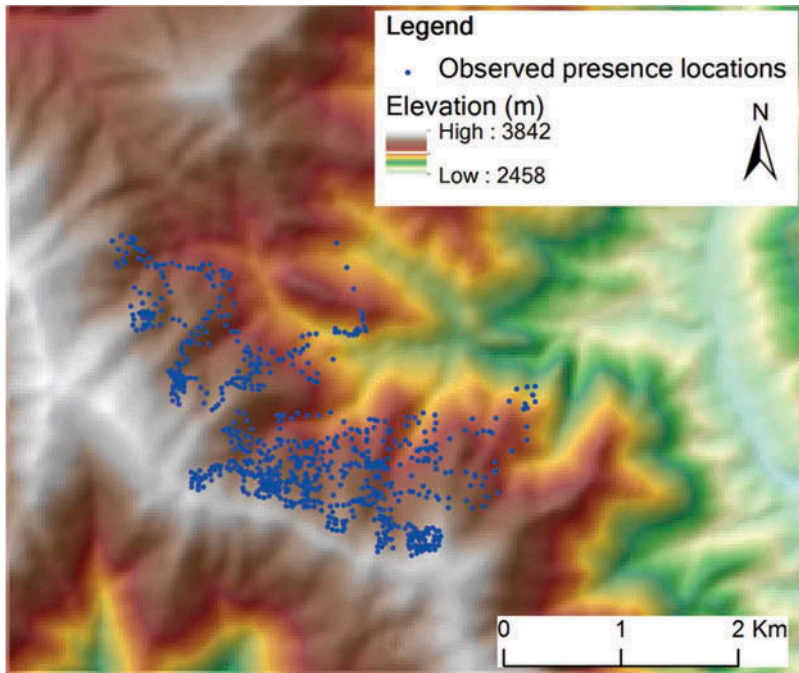 Legend
Observed presence locations
Elevation (m)
High : 3842
Low : 2458
N
0 1 2 Km